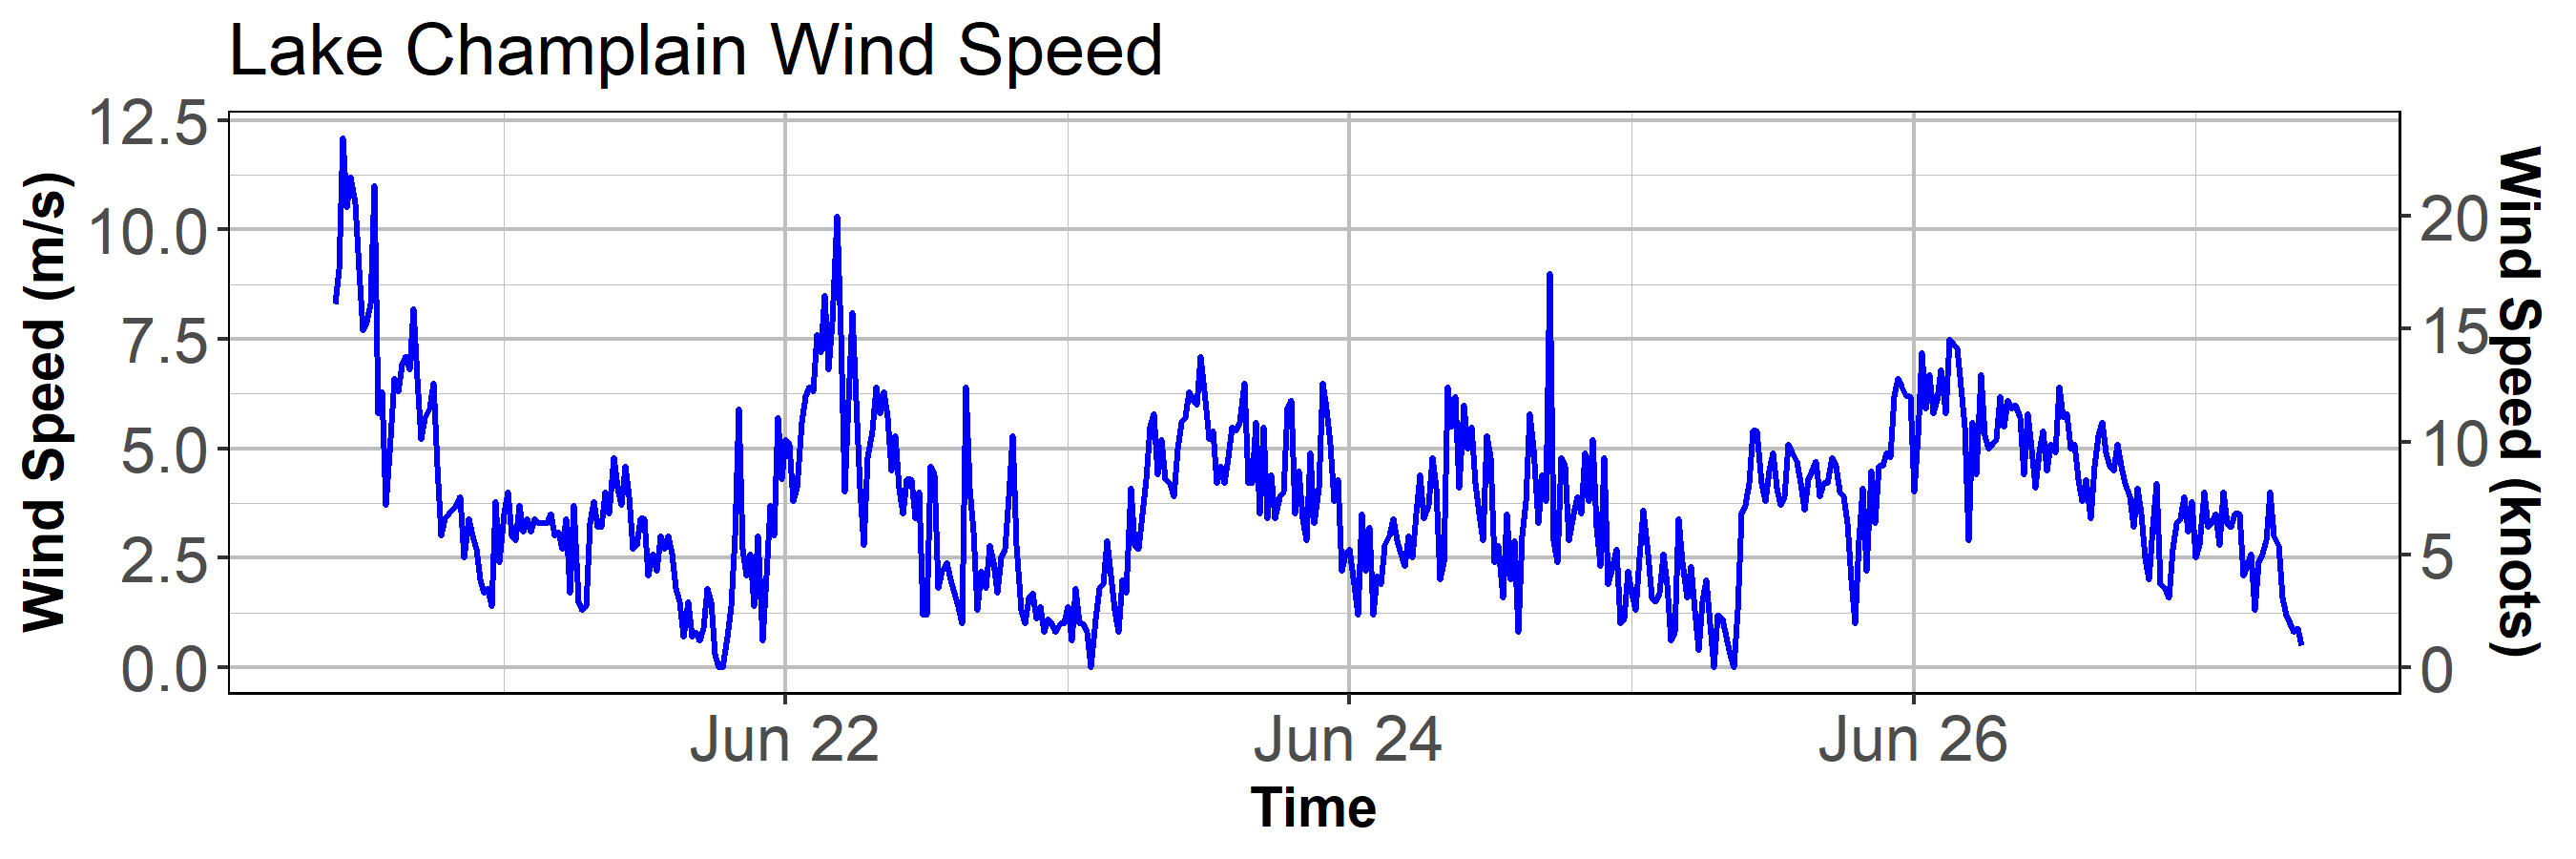 Lake Champlain Wind Speed
Wind Speed (m/s)
12.5
10.0
7.5
5.0
2.5
0.0
20
15
10
5
0
Wind Speed (knots)
Jun 22
Jun 24
Jun 26
Time